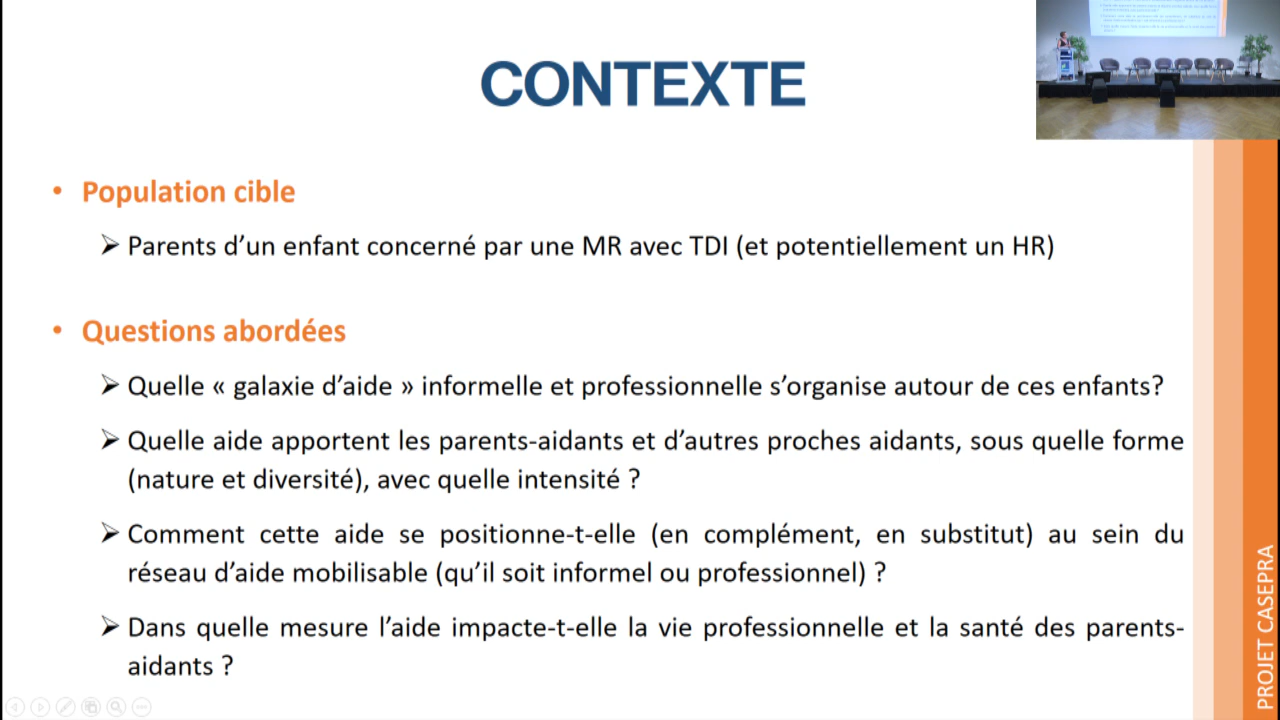 CONTEXTE
• Population cible
➢ Parents d’un enfant concerné par une MR avec TDI (et potentiellement un HR)
• Questions abordées
➢ Quelle « galaxie d’aide » informelle et professionnelle s’organise autour de ces enfants?
➢ Quelle aide apportent les parents-aidants et d’autres proches aidants, sous quelle forme
(nature et diversité), avec quelle intensité ?
➢ Comment cette aide se positionne-t-elle (en complément, en substitut) au sein du
réseau d’aide mobilisable (qu’il soit informel ou professionnel) ?
➢ Dans quelle mesure l’aide impacte-t-elle la vie professionnelle et la santé des parents-
aidants ?
PROJET CASEPRA